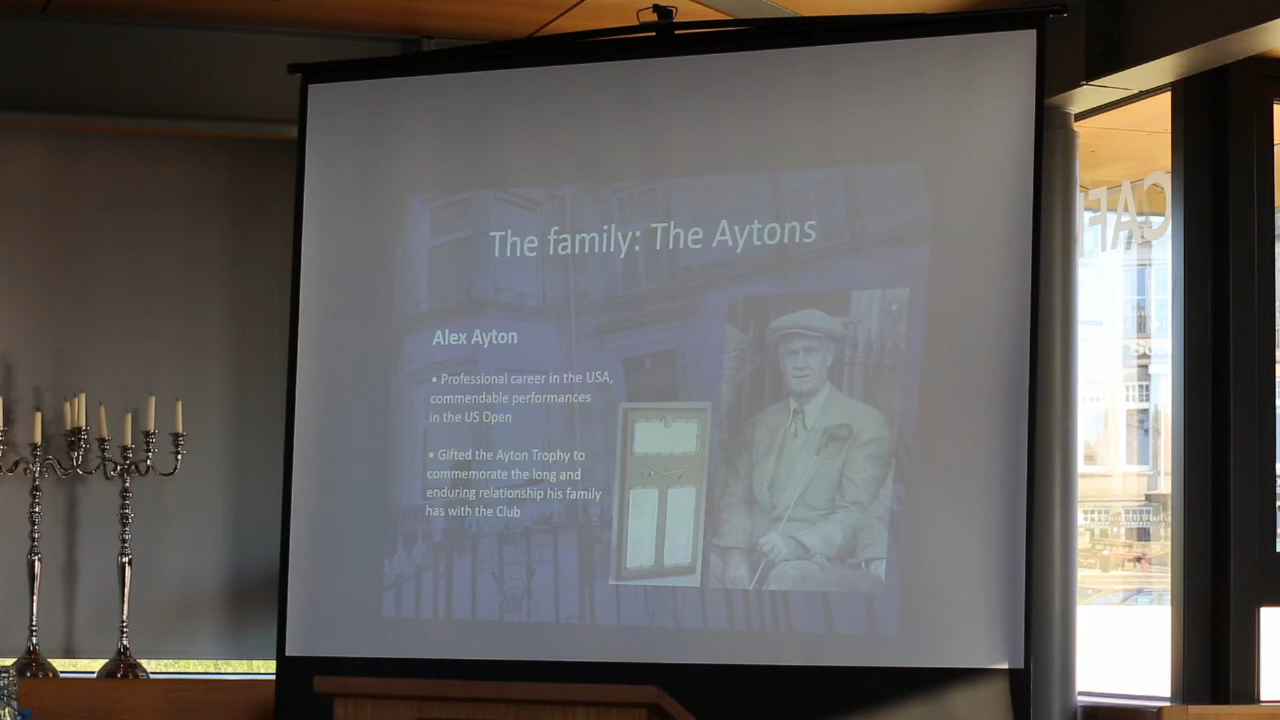 The family: The Aytons
Alex Ayton
• Professional career in the USA,
commendable performances
in the US Open
• Gifted the Ayton Trophy to
commemorate the long and
enduring relationship his family
has with the Club
CAF